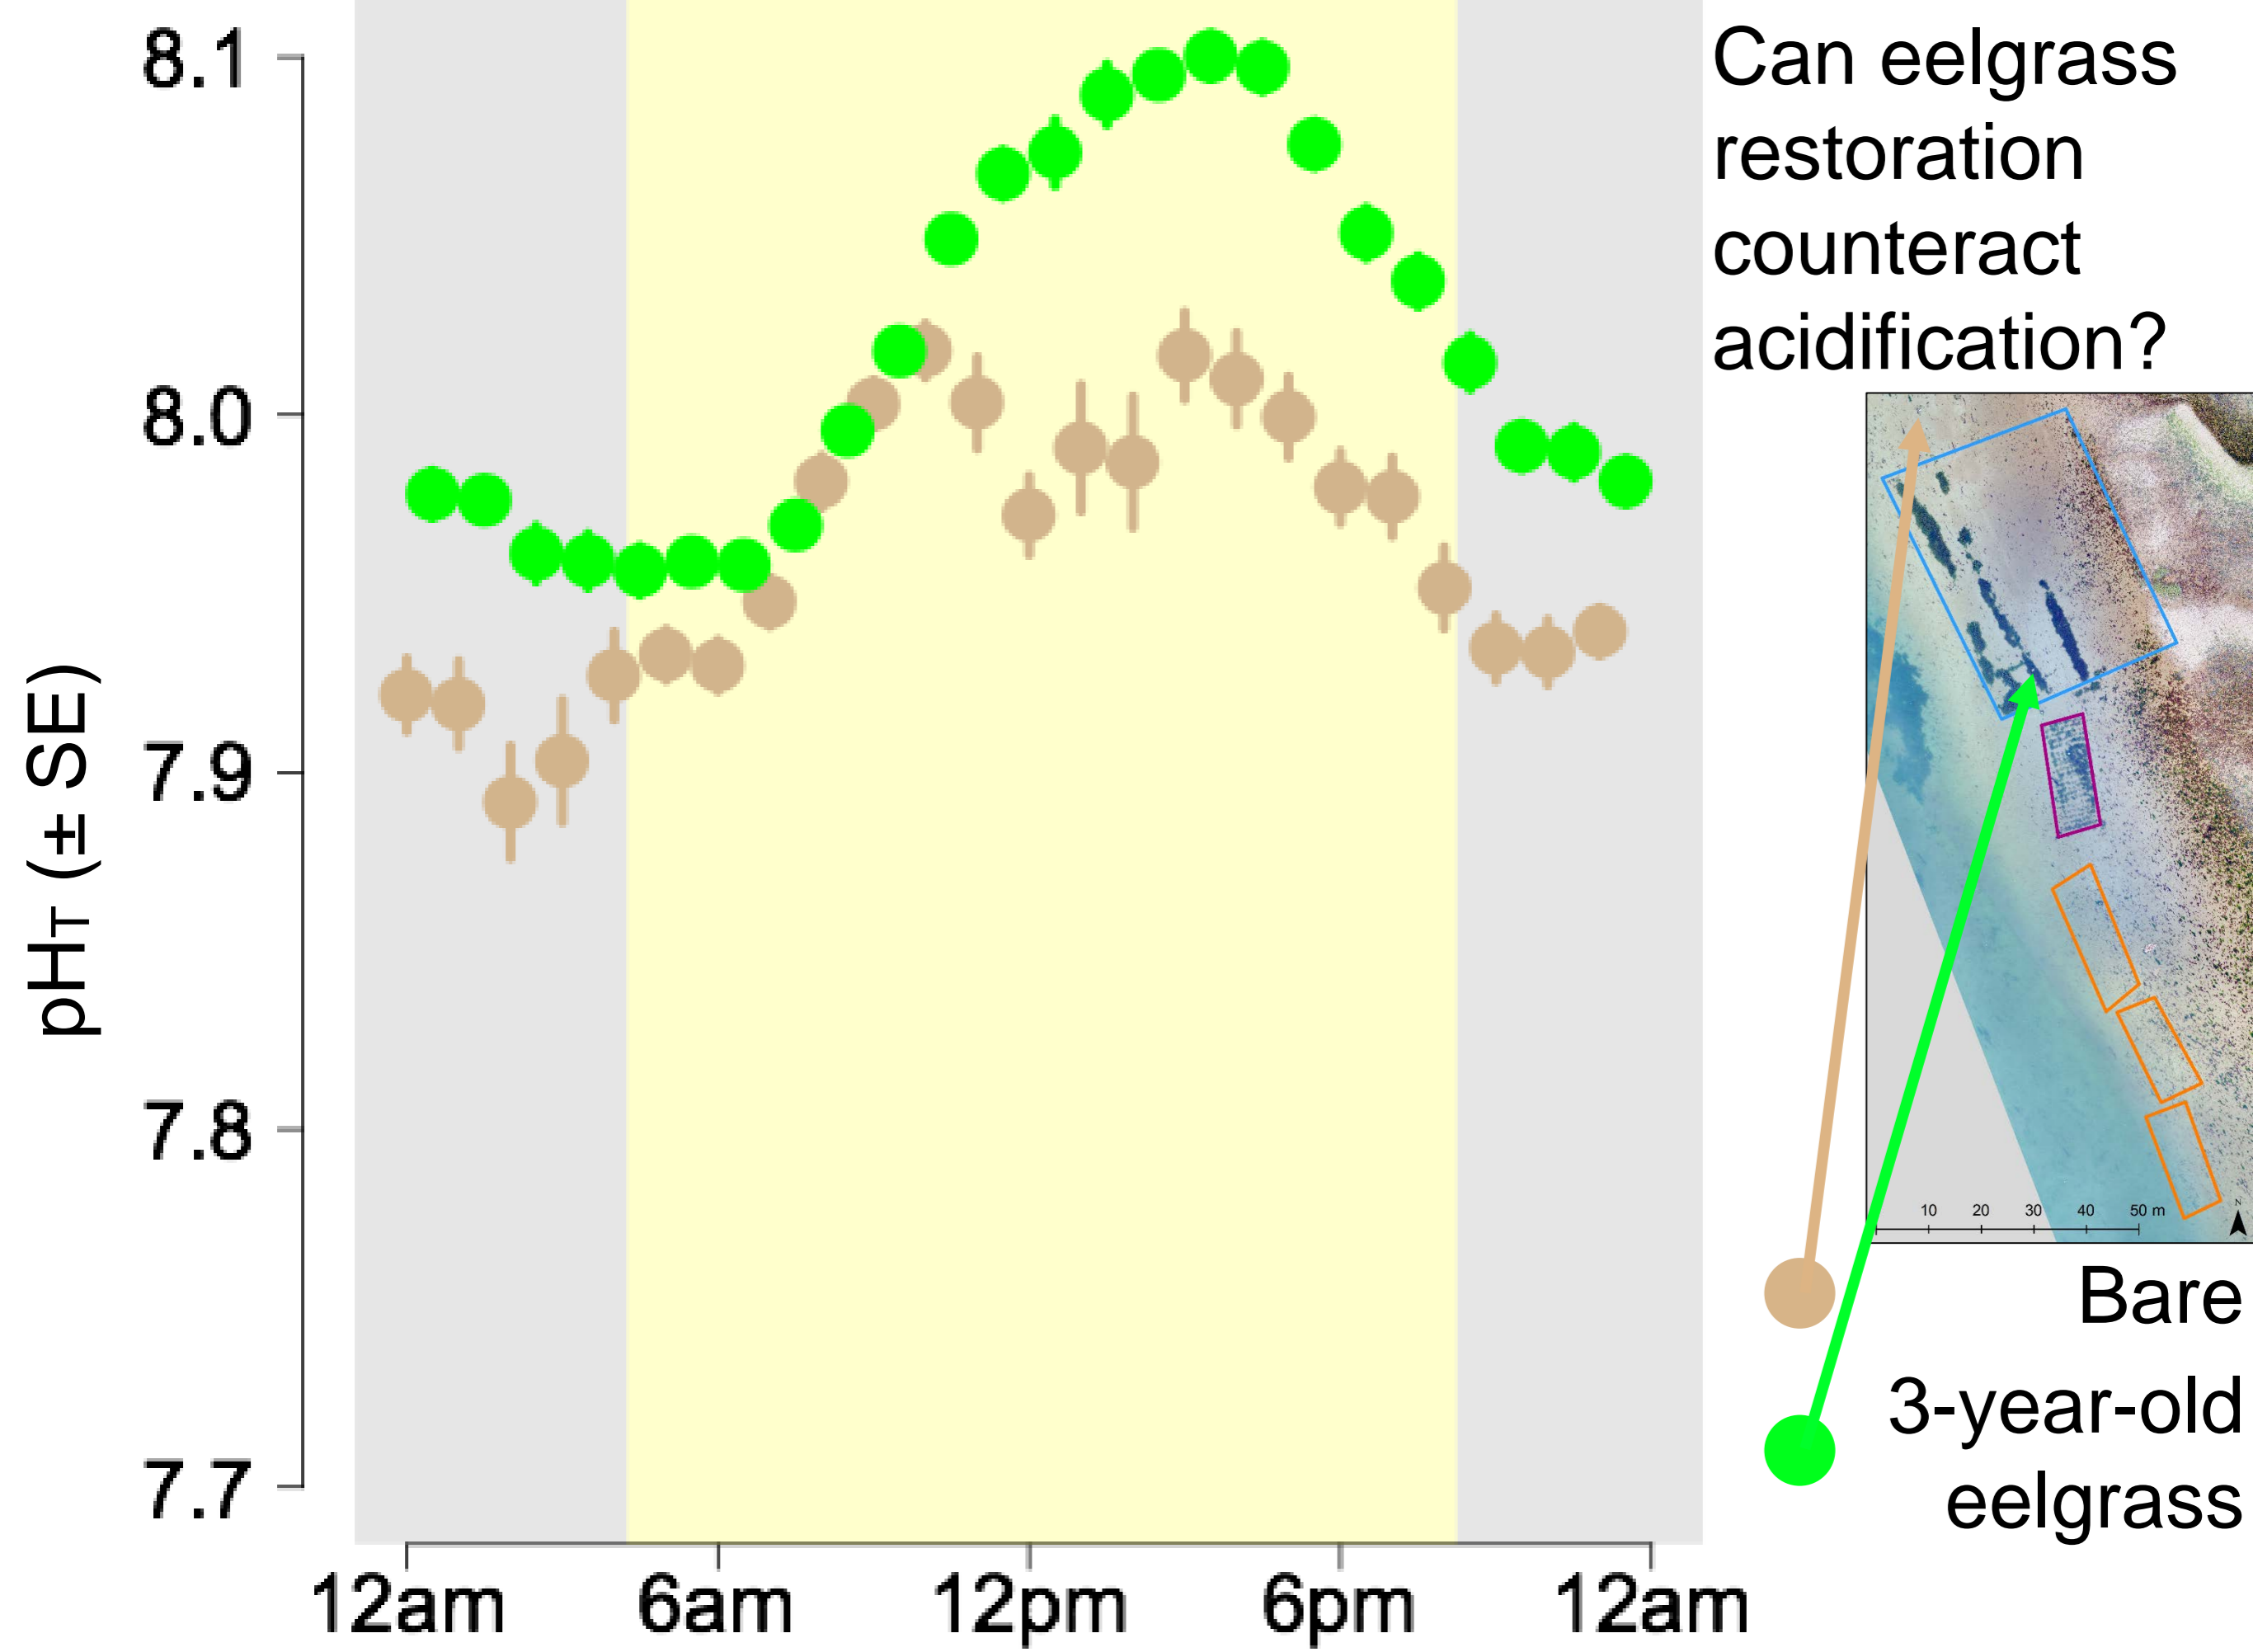 Can eelgrass
restoration
counteract
acidification?
8.1
8.0
7.9
7.8
7.7
pHT (± SE)
12am 6am 12pm 6pm 12am
10 20 30 40 50 m
N
Bare
3-year-old
eelgrass